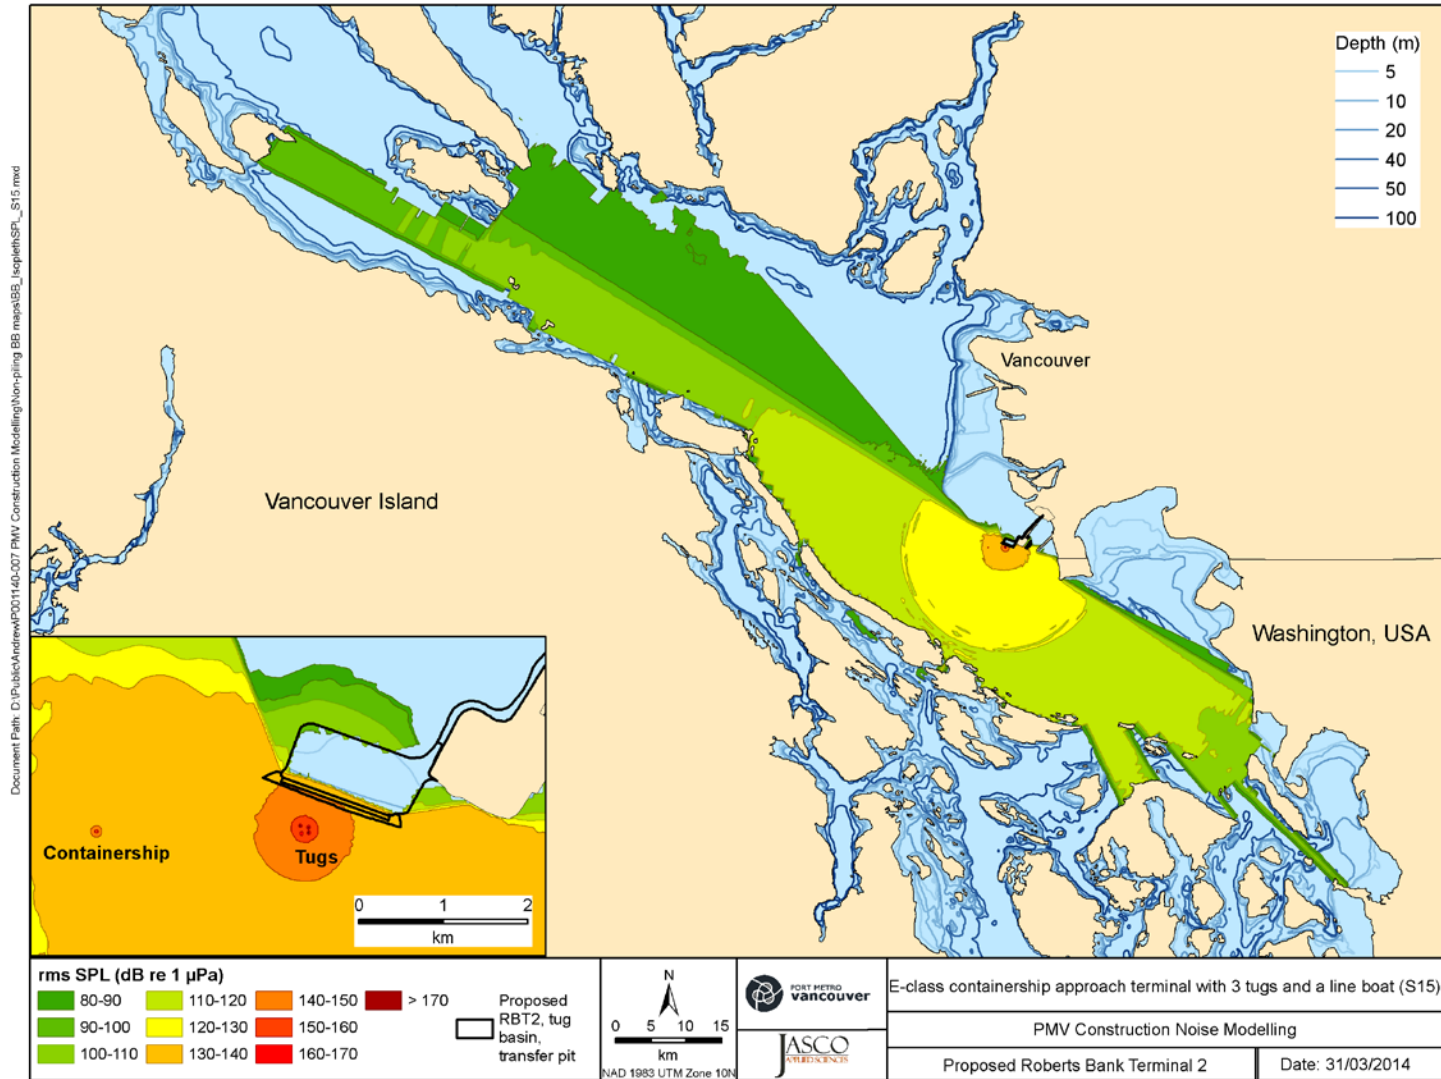 Document Path: D:\Public\Andrew\P001140-007 PMV Construction Modelling\Non-piling BB maps\BB_IsoplethSPL_S15.mxd
Depth (m)
5
10
20
40
50
100
Vancouver
Vancouver Island
Washington, USA
Containership
Tugs
0 1 2
km
rms SPL (dB re 1 µPa)
80-90
90-100
100-110
110-120
120-130
130-140
140-150
150-160
160-170
> 170
Proposed
RBT2, tug
basin,
transfer pit
N
0 5 10 15
km
NAD 1983 UTM Zone 10N
PORT METRO
vancouver
JASCO
APPLIED SCIENCES
E-class containership approach terminal with 3 tugs and a line boat (S15)
PMV Construction Noise Modelling
Proposed Roberts Bank Terminal 2
Date: 31/03/2014